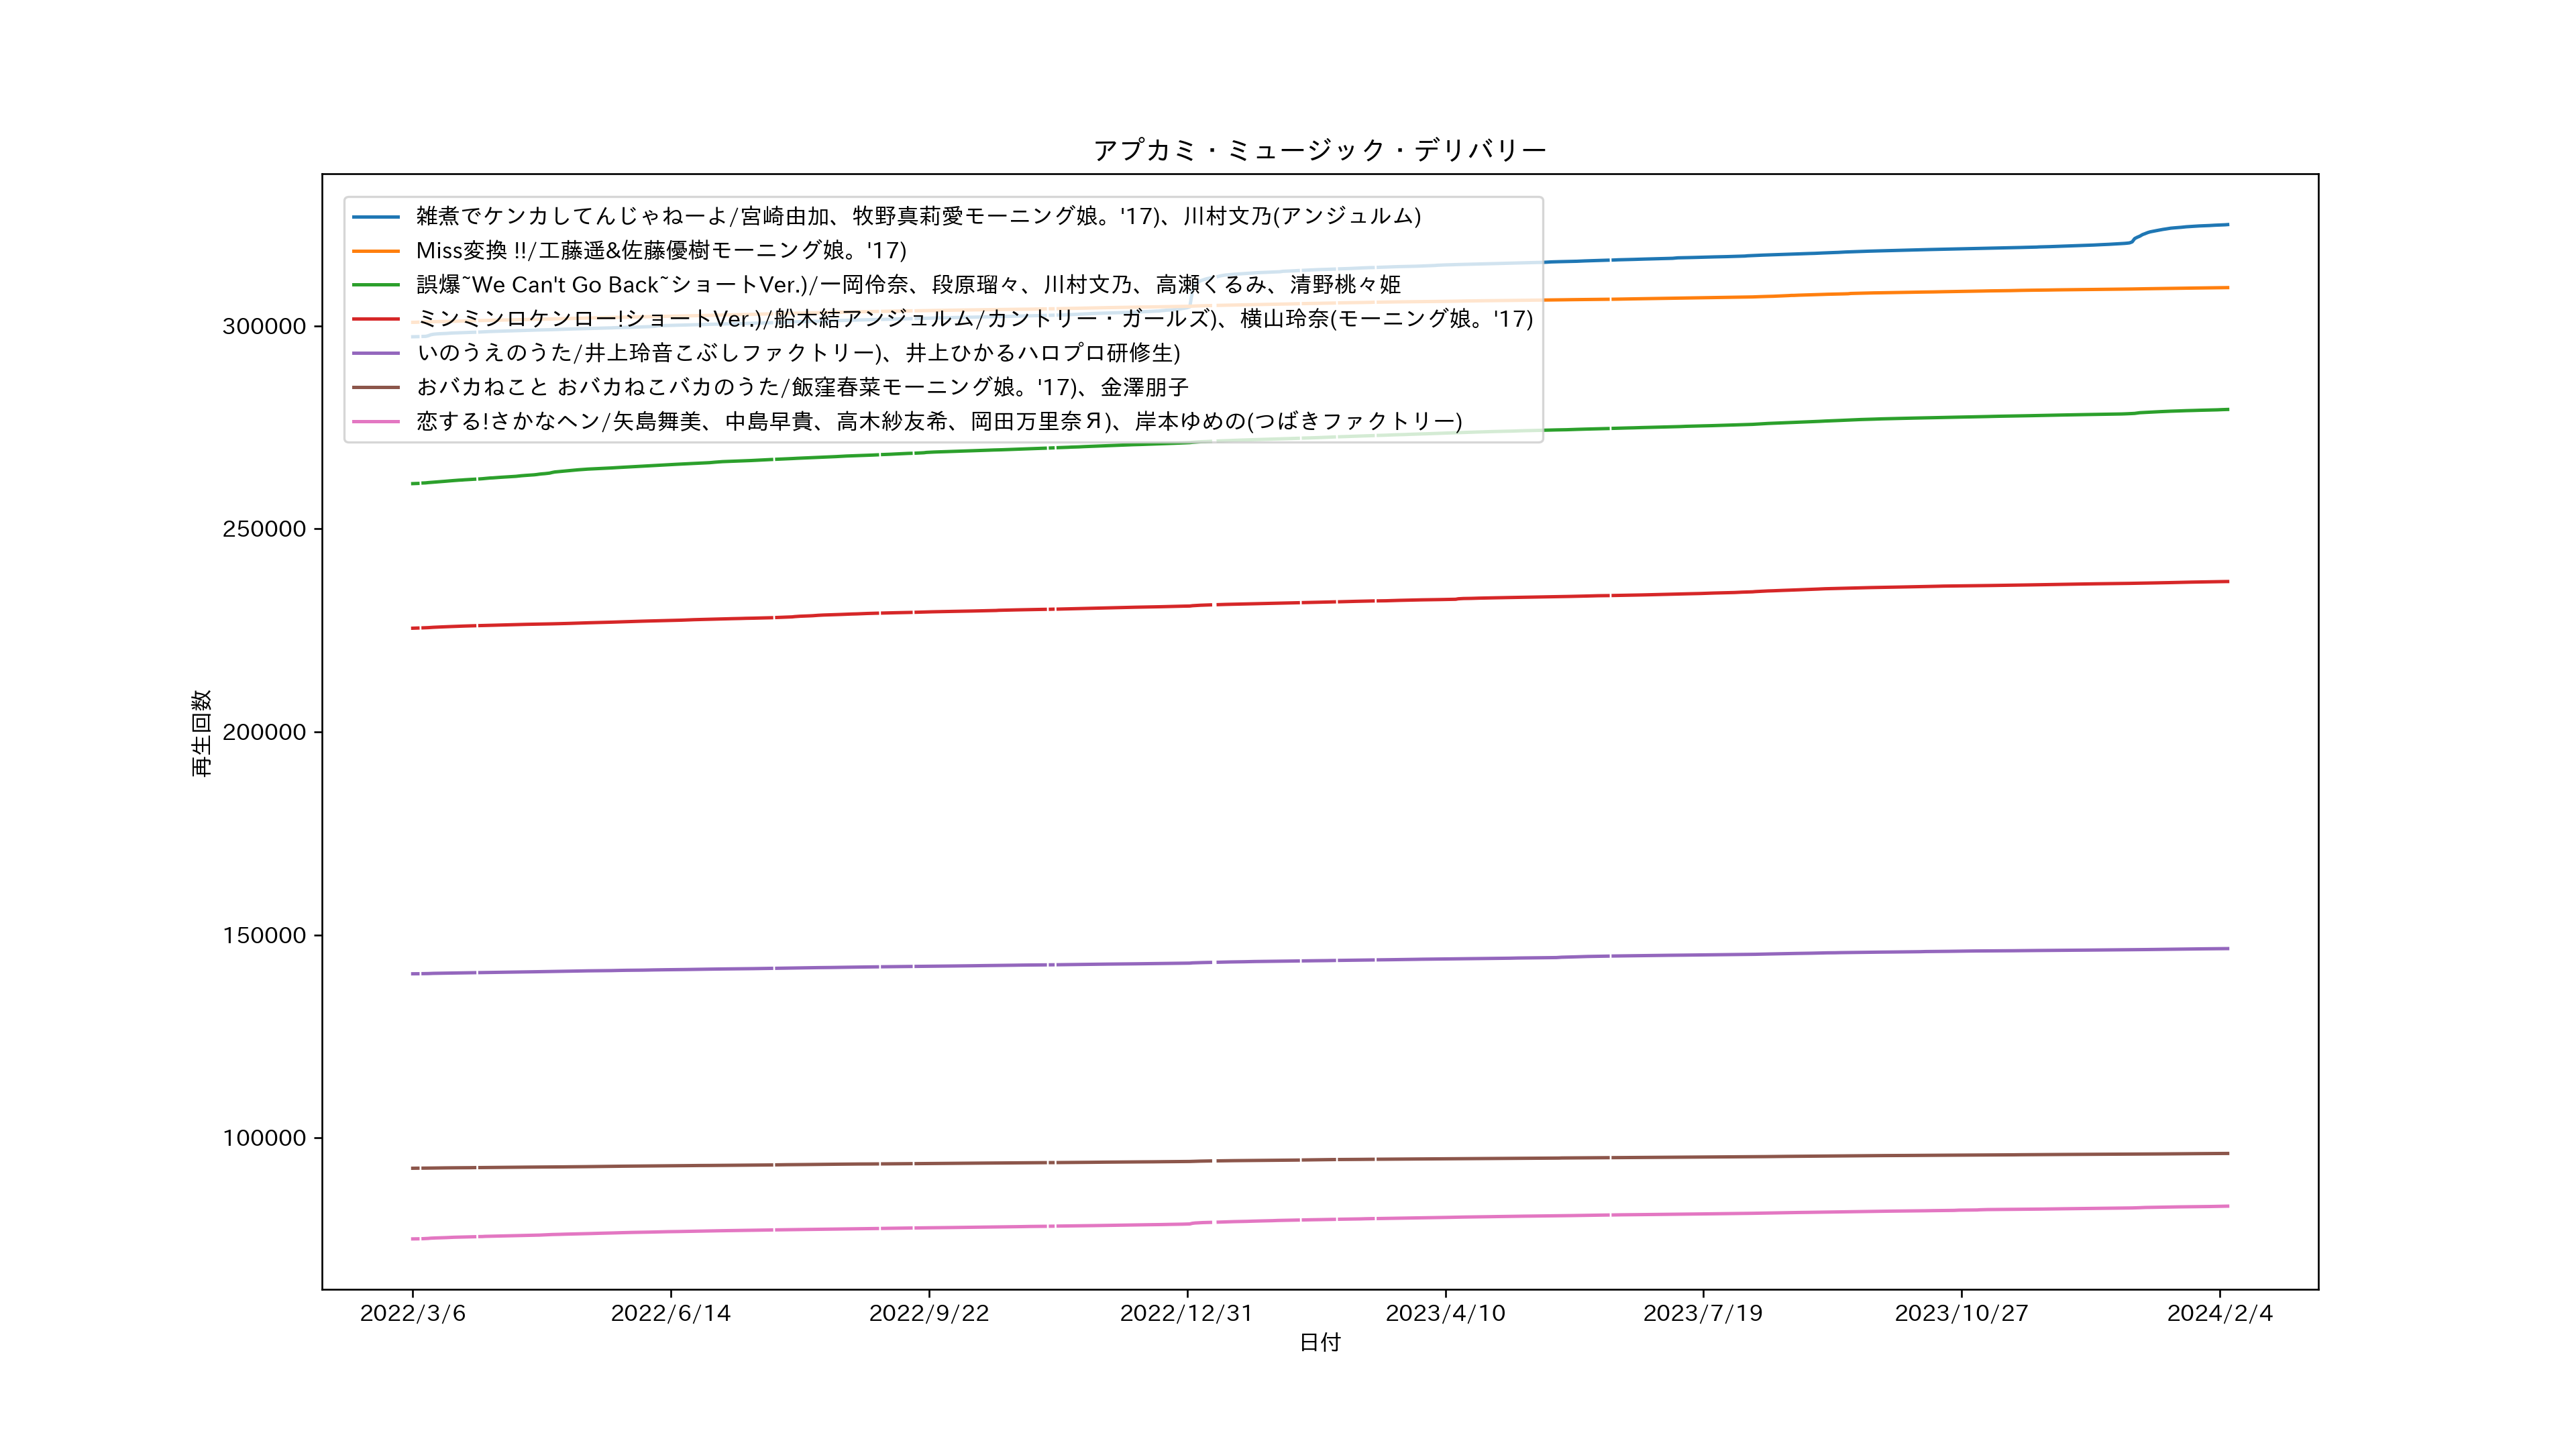 アプカミ・ミュージック・デリバリー
雑煮でケンカしてんじゃねーよ/宮崎由加、牧野真莉愛モーニング娘。'17)、川村文乃(アンジュルム)
Miss変換 !!/工藤遥&佐藤優樹モーニング娘。'17)
誤爆~We Can't Go Back~ショートVer.)/一岡伶奈、段原瑠々、川村文乃、高瀬くるみ、清野桃々姫
ミンミンロケンロー!ショートVer.)/船木結アンジュルム/カントリー・ガールズ)、横山玲奈(モーニング娘。'17)
いのうえのうた/井上玲音こぶしファクトリー)、井上ひかるハロプロ研修生)
おバカねこと おバカねこバカのうた/飯窪春菜モーニング娘。'17)、金澤朋子
恋する!さかなヘン/矢島舞美、中島早貴、高木紗友希、岡田万里奈Я)、岸本ゆめの(つばきファクトリー)
300000
250000
200000
150000
100000
再生回数
2022/3/6
2022/6/14
2022/9/22
2022/12/31
2023/4/10
2023/7/19
2023/10/27
2024/2/4
日付